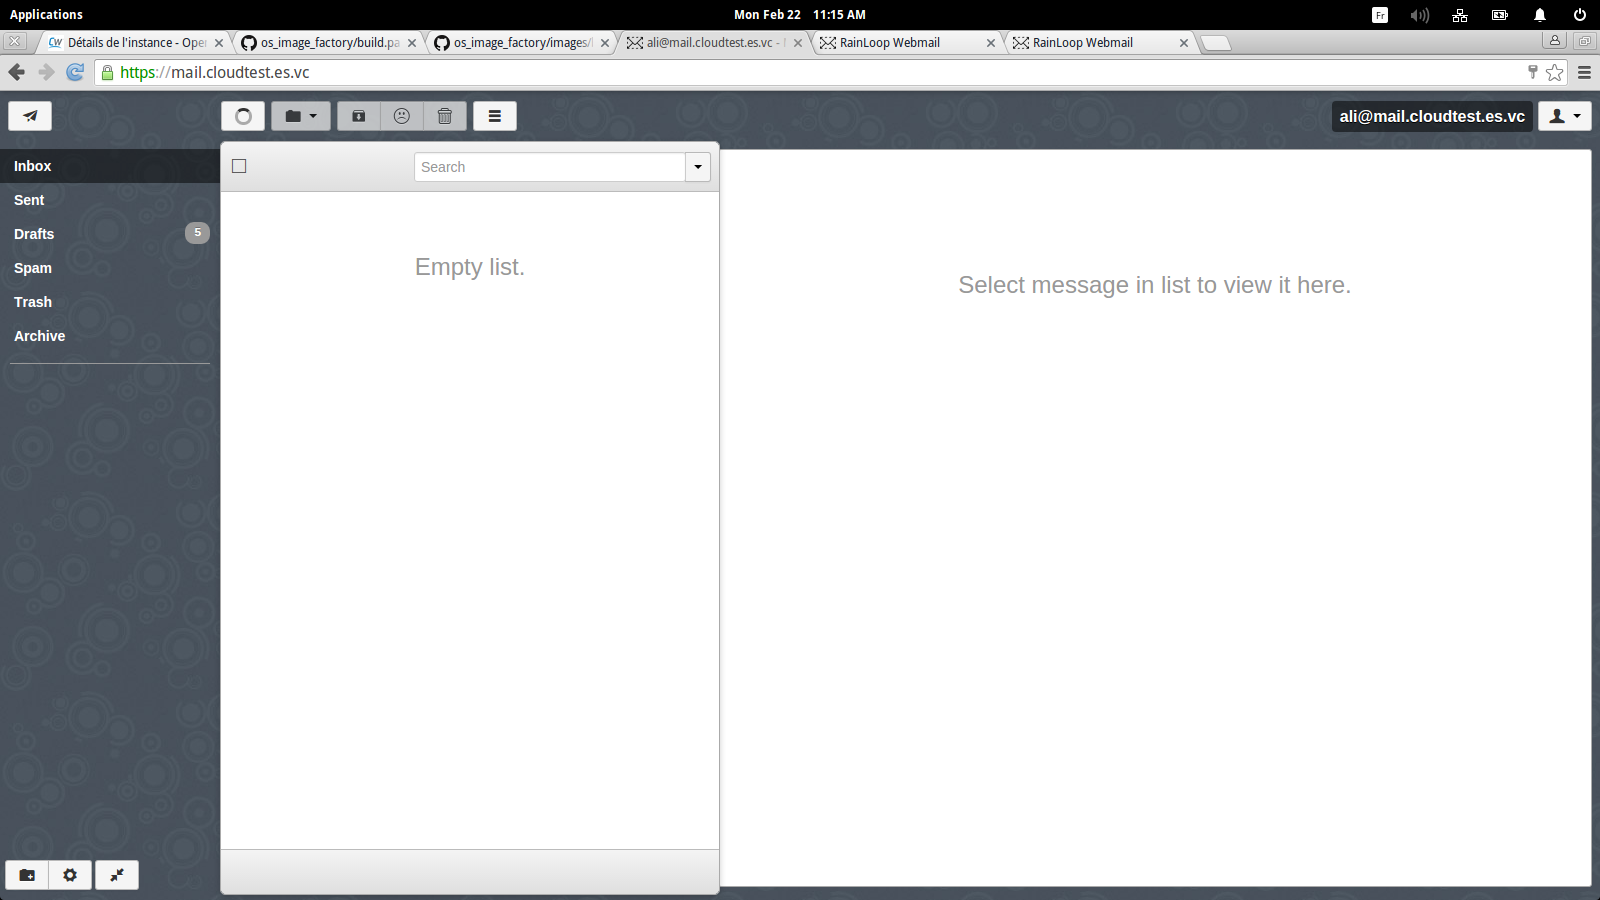 Applications
Mon Feb 22 11:15 AM
Fr
Détails de l'instance - Ope
os_image_factory/build.pa
os_image_factory/images/
ali@mail.cloudtest.es.vc -
RainLoop Webmail
RainLoop Webmail
https://mail.cloudtest.es.vc
ali@mail.cloudtest.es.vc
Inbox
Sent
Drafts 5
Spam
Trash
Archive
Search
Empty list.
Select message in list to view it here.